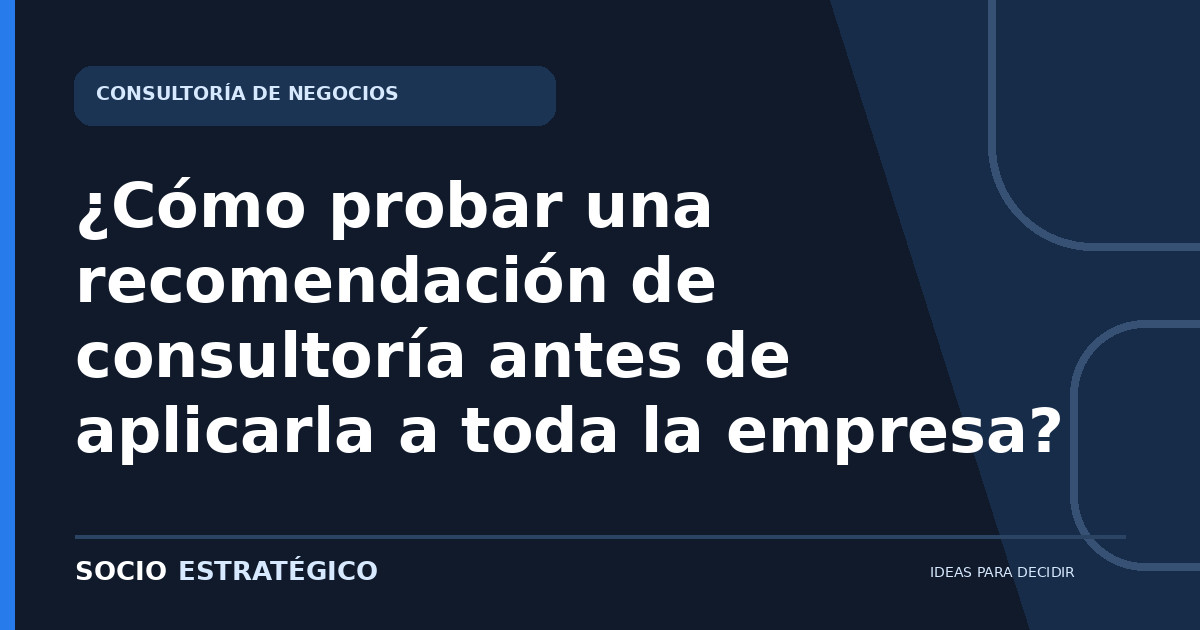 CONSULTORÍA DE NEGOCIOS
¿Cómo probar una
recomendación de
consultoría antes de
aplicarla a toda la empresa?
SOCIO ESTRATÉGICO
IDEAS PARA DECIDIR